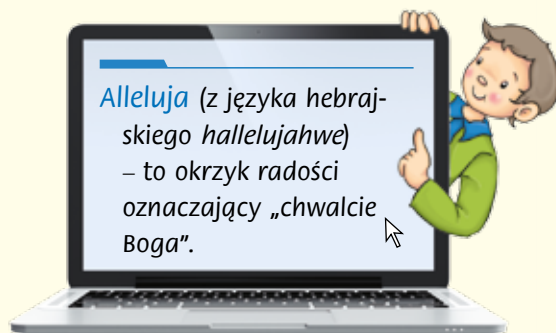 Alleluja (z języka hebraj-
skiego hallelujahwe)
– to okrzyk radości
oznaczający „chwalcie
Boga”.